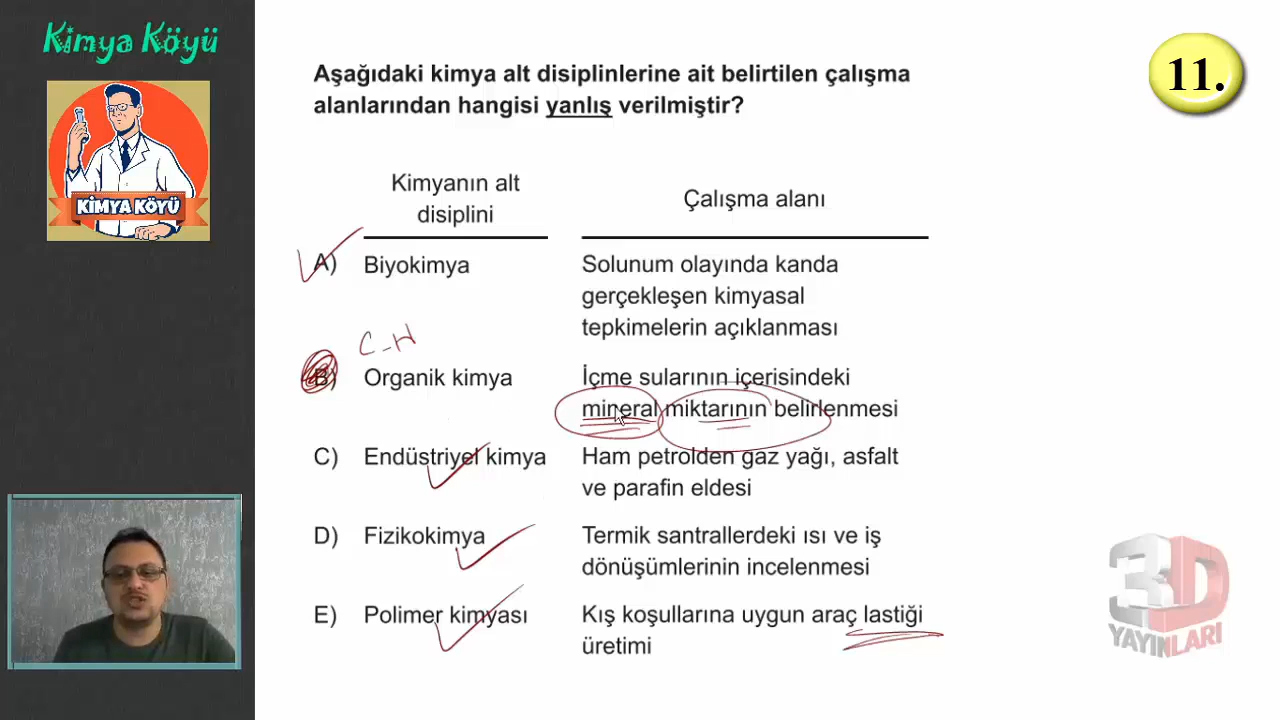 Kimya Köyü
KİMYA KÖYÜ
11.
Aşağıdaki kimya alt disiplinlerine ait belirtilen çalışma
alanlarından hangisi yanlış verilmiştir?
Kimyanın alt
disiplini
Çalışma alanı
A) Biyokimya
Solunum olayında kanda
gerçekleşen kimyasal
tepkimelerin açıklanması
C-H
B) Organik kimya
İçme sularının içerisindeki
mineral miktarının belirlenmesi
C) Endüstriyel kimya
Ham petrolden gaz yağı, asfalt
ve parafin eldesi
D) Fizikokimya
Termik santrallerdeki ısı ve iş
dönüşümlerinin incelenmesi
E) Polimer kimyası
Kış koşullarına uygun araç lastiği
üretimi
3D
YAYINLARI